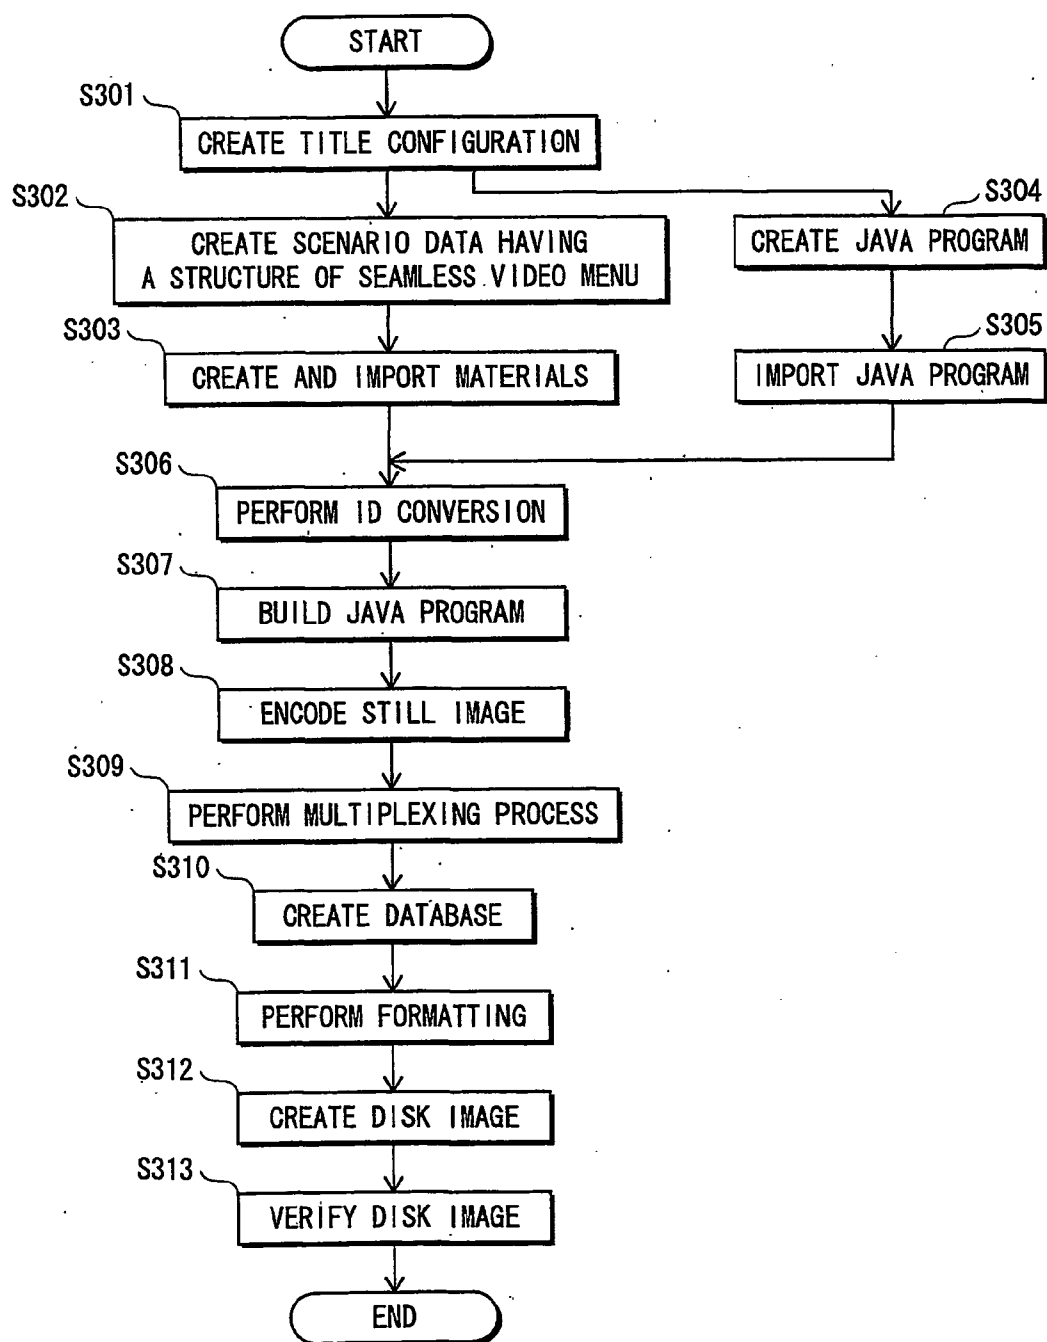 START
S301
CREATE TITLE CONFIGURATION
S302
CREATE SCENARIO DATA HAVING
A STRUCTURE OF SEAMLESS VIDEO MENU
S304
CREATE JAVA PROGRAM
S303
CREATE AND IMPORT MATERIALS
S305
IMPORT JAVA PROGRAM
S306
PERFORM ID CONVERSION
S307
BUILD JAVA PROGRAM
S308
ENCODE STILL IMAGE
S309
PERFORM MULTIPLEXING PROCESS
S310
CREATE DATABASE
S311
PERFORM FORMATTING
S312
CREATE DISK IMAGE
S313
VERIFY DISK IMAGE
END